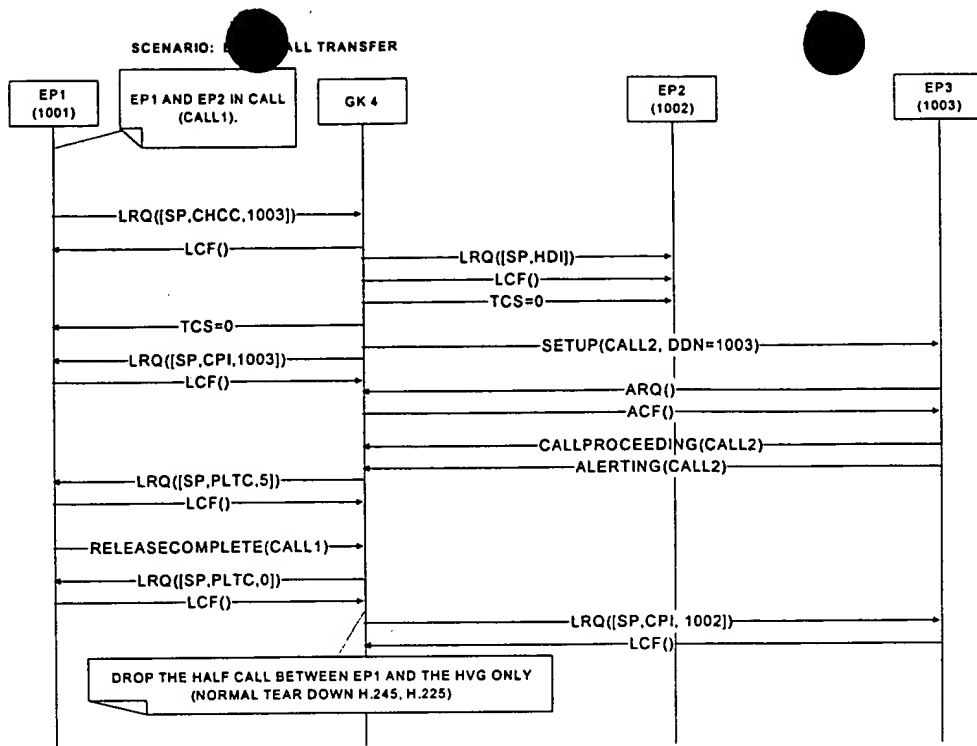 SCENARIO: ALL TRANSFER
EP1
(1001)
EP1 AND EP2 IN CALL
(CALL1).
GK 4
EP2
(1002)
EP3
(1003)
LRQ([SP,CHCC,1003])
LCF()
LRQ([SP,HDI])
LCF()
TCS=0
TCS=0
SETUP(CALL2, DDN=1003)
LRQ([SP,CPI,1003])
LCF()
ARQ()
ACF()
CALLPROCEEDING(CALL2)
ALERTING(CALL2)
LRQ([SP,PLTC,5])
LCF()
RELEASECOMPLETE(CALL1)
LRQ([SP,PLTC,0])
LCF()
LRQ([SP,CPI, 1002])
LCF()
DROP THE HALF CALL BETWEEN EP1 AND THE HVG ONLY
(NORMAL TEAR DOWN H.245, H.225)